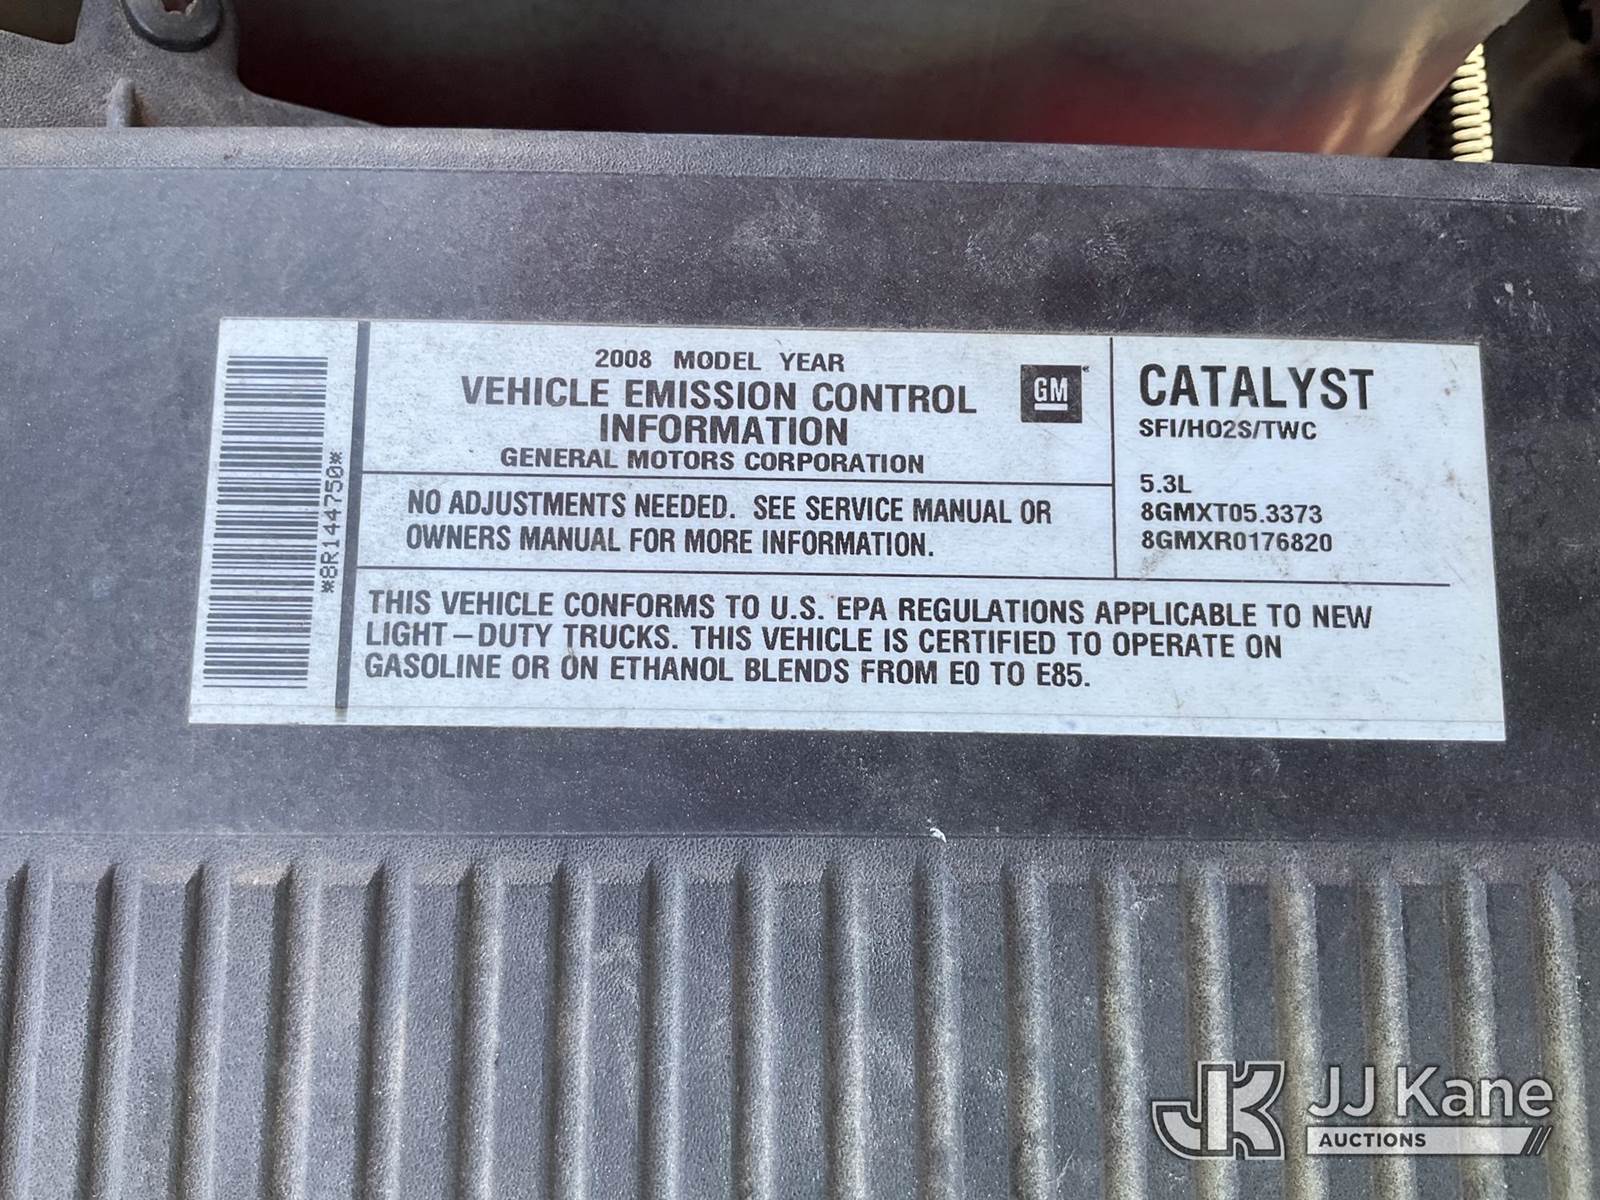 2008 MODEL YEAR
VEHICLE EMISSION CONTROL
INFORMATION
GENERAL MOTORS CORPORATION
GM
CATALYST
SFI/HO2S/TWC
5.3L
8GMXT05.3373
8GMXR0176820
NO ADJUSTMENTS NEEDED. SEE SERVICE MANUAL OR
OWNERS MANUAL FOR MORE INFORMATION.
THIS VEHICLE CONFORMS TO U.S. EPA REGULATIONS APPLICABLE TO NEW
LIGHT-DUTY TRUCKS. THIS VEHICLE IS CERTIFIED TO OPERATE ON
GASOLINE OR ON ETHANOL BLENDS FROM E0 TO E85.
*8R144750*
JK JJ Kane
AUCTIONS